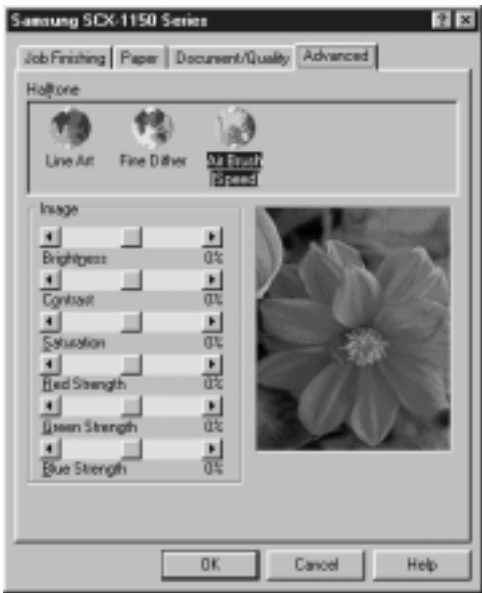 Samsung SCX-1150 Series
Job Finishing Paper Document/Quality Advanced
Halftone
Line Art Fine Dither Air Brush
(Speed)
Image
Brightness 0%
Contrast 0%
Saturation 0%
Red Strength 0%
Green Strength 0%
Blue Strength 0%
OK Cancel Help